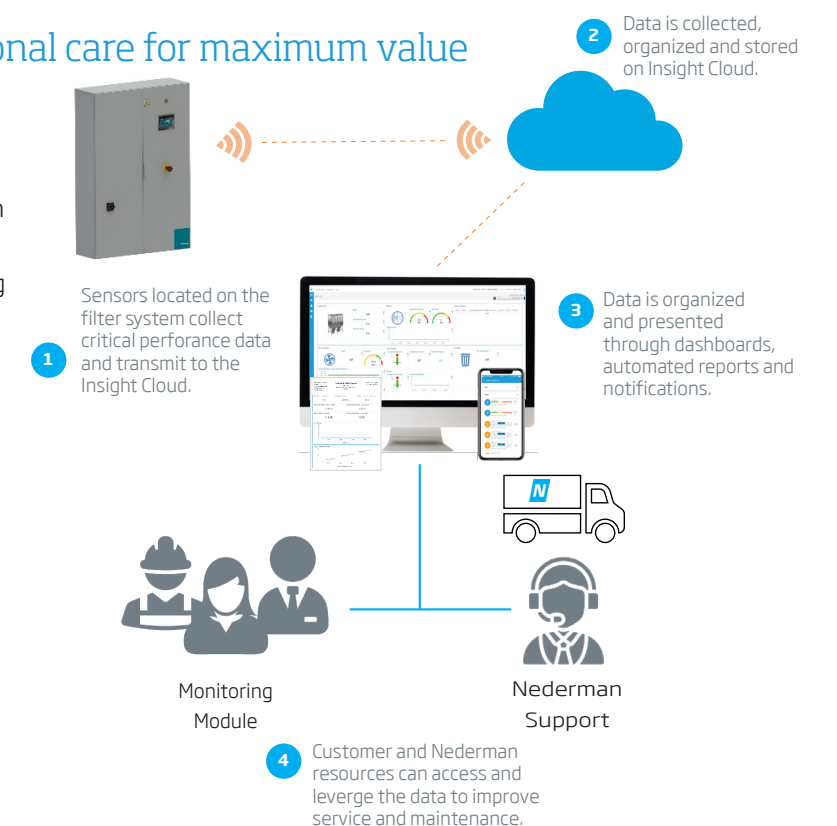 onal care for maximum value
2
Data is collected,
organized and stored
on Insight Cloud.
n
g
Sensors located on the
filter system collect
critical perforance data
and transmit to the
Insight Cloud.
1
3
Data is organized
and presented
through dashboards,
automated reports and
notifications.
N
Monitoring
Module
Nederman
Support
4
Customer and Nederman
resources can access and
leverge the data to improve
service and maintenance.